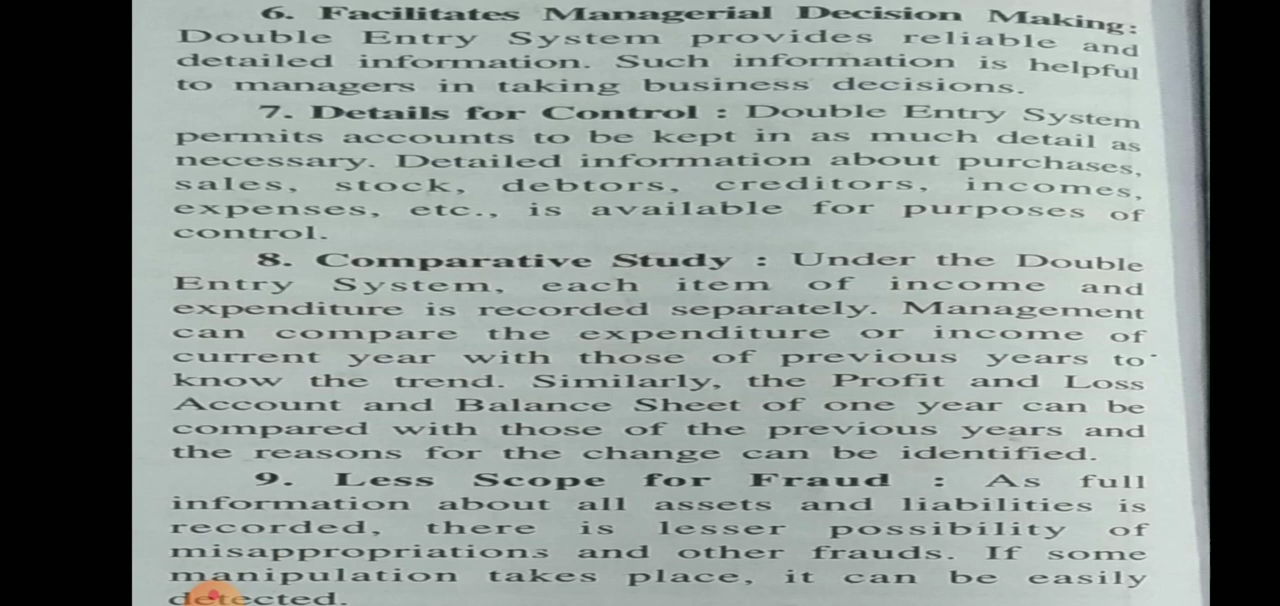 6. Facilitates Managerial Decision Making:
Double Entry System provides reliable and
detailed information. Such information is helpful
to managers in taking business decisions.
7. Details for Control : Double Entry System
permits accounts to be kept in as much detail as
necessary. Detailed information about purchases,
sales, stock, debtors, creditors, incomes,
expenses, etc., is available for purposes of
control.
8. Comparative Study : Under the Double
Entry System, each item of income and
expenditure is recorded separately. Management
can compare the expenditure or income of
current year with those of previous years to
know the trend. Similarly, the Profit and Loss
Account and Balance Sheet of one year can be
compared with those of the previous years and
the reasons for the change can be identified.
9. Less Scope for Fraud : As full
information about all assets and liabilities is
recorded, there is lesser possibility of
misappropriations and other frauds. If some
manipulation takes place, it can be easily
detected.